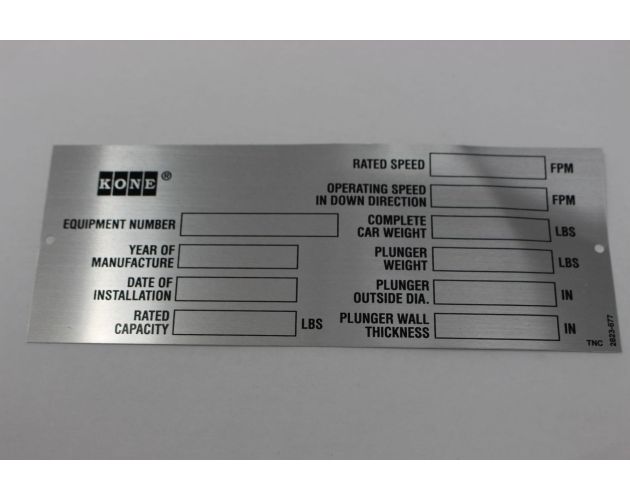 KONE ®
EQUIPMENT NUMBER
YEAR OF
MANUFACTURE
DATE OF
INSTALLATION
RATED
CAPACITY LBS
RATED SPEED FPM
OPERATING SPEED
IN DOWN DIRECTION FPM
COMPLETE
CAR WEIGHT LBS
PLUNGER
WEIGHT LBS
PLUNGER
OUTSIDE DIA. IN
PLUNGER WALL
THICKNESS IN
TNC
2823-677